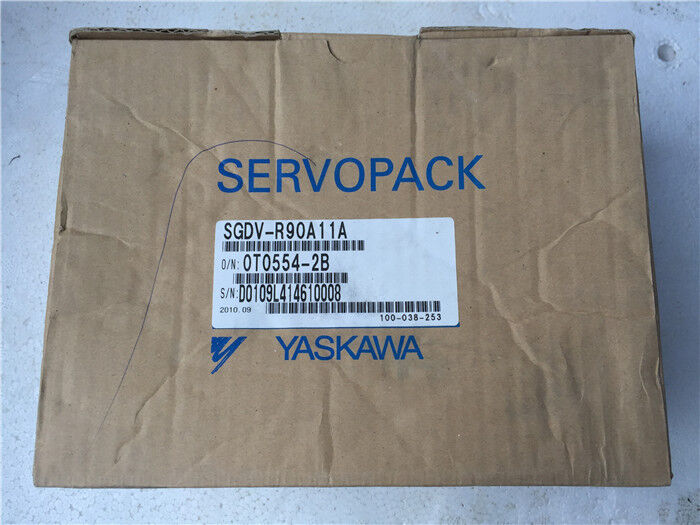 SERVOPACK
SGDV-R90A11A
O/N: 0T0554-2B
S/N: D0109L414610008
2010.09
100-038-253
YASKAWA